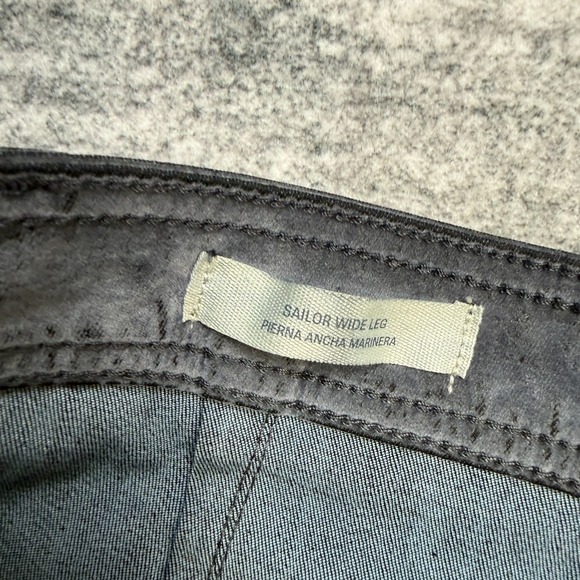 SAILOR WIDE LEG
PIERNA ANCHA MARINERA